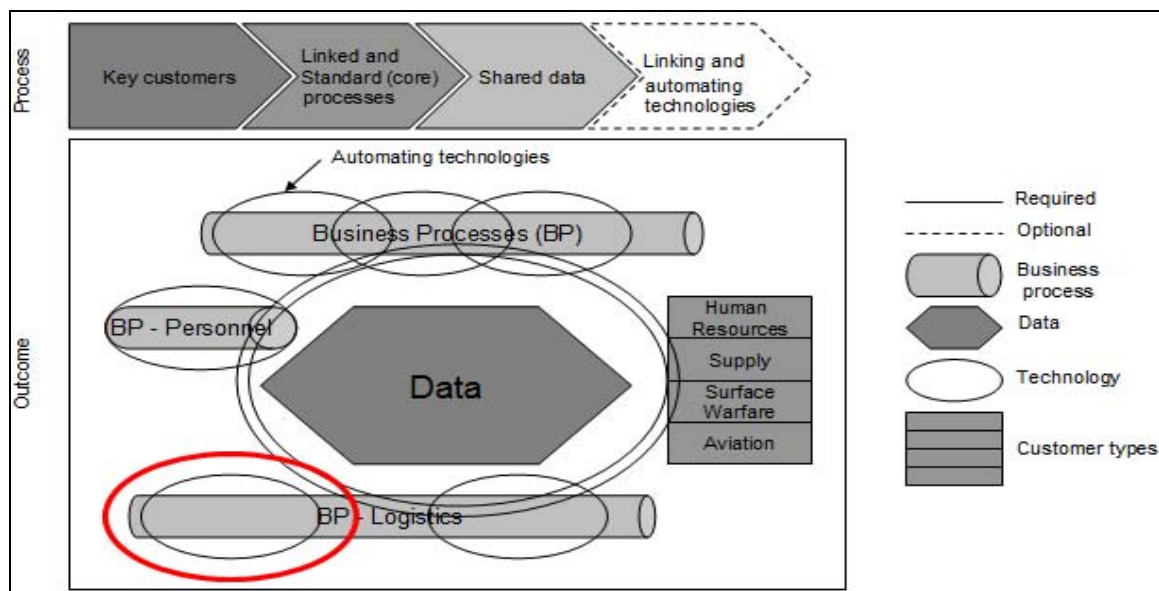 Process
Key customers
Linked and
Standard (core)
processes
Shared data
Linking and
automating
technologies
Outcome
Automating technologies
Business Processes (BP)
BP - Personnel
Data
Human
Resources
Supply
Surface
Warfare
Aviation
BP - Logistics
Required
Optional
Business
process
Data
Technology
Customer types